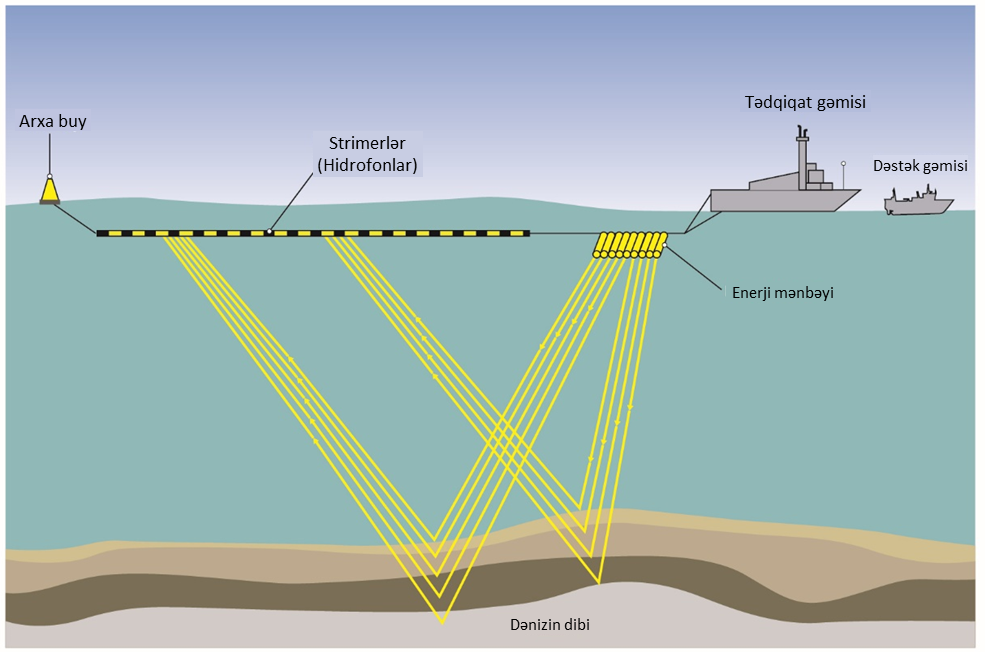 Tədqiqat gəmisi
Arxa buy
Strimerlər
(Hidrofonlar)
Dəstək gəmisi
Enerji mənbəyi
Dənizin dibi